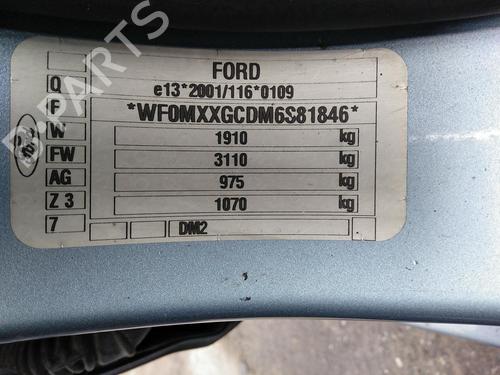 FORD
Q e13*2001/116*0109
F *WF0MXXGCDM6S81846*
W 1910 kg
FW 3110 kg
AG 975 kg
Z 3 1070 kg
7 DM2
B-PARTS